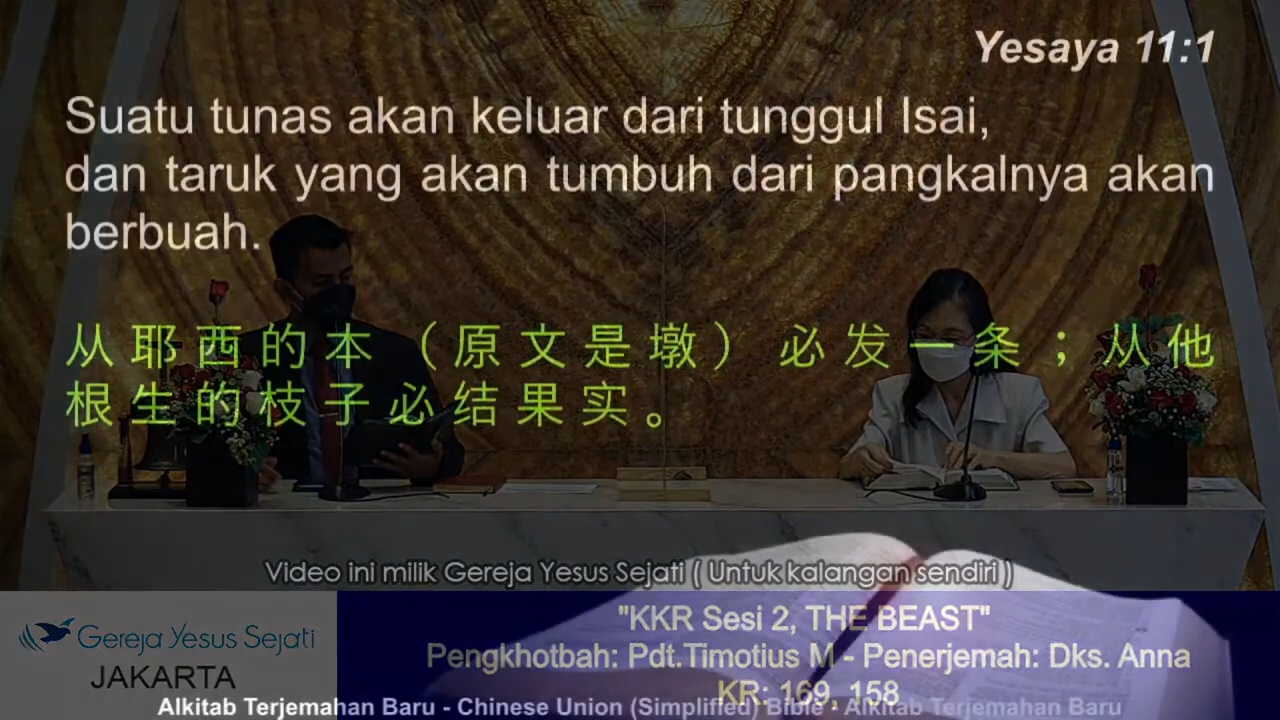 Yesaya 11:1
Suatu tunas akan keluar dari tunggul Isai,
dan taruk yang akan tumbuh dari pangkalnya akan
berbuah.
从耶西的本（原文是墩）必发一条；从他
根生的枝子必结果实。
Video ini milik Gereja Yesus Sejati ( Untuk kalangan sendiri )
Gereja Yesus Sejati
JAKARTA
"KKR Sesi 2, THE BEAST"
Pengkhotbah: Pdt.Timotius M - Penerjemah: Dks. Anna
KR: 169, 158
Alkitab Terjemahan Baru - Chinese Union (Simplified) Bible - Alkitab Terjemahan Baru